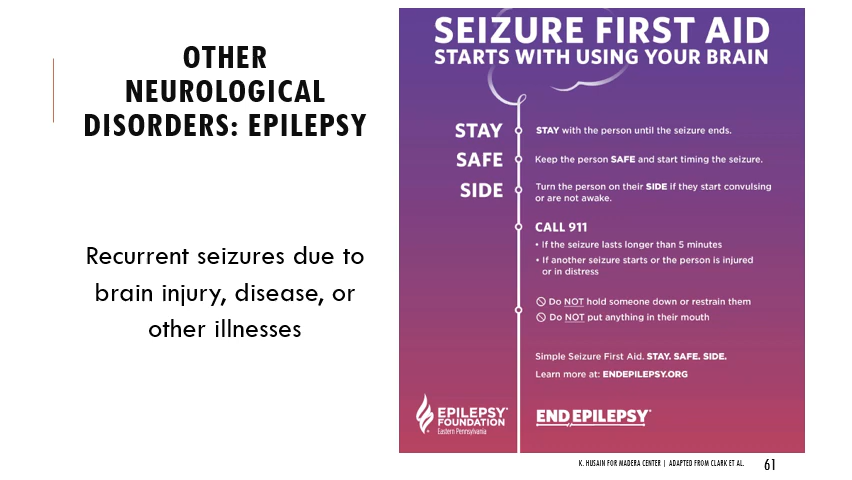 OTHER
NEUROLOGICAL
DISORDERS: EPILEPSY
Recurrent seizures due to
brain injury, disease, or
other illnesses
SEIZURE FIRST AID
STARTS WITH USING YOUR BRAIN
STAY
STAY with the person until the seizure ends.
SAFE
Keep the person SAFE and start timing the seizure.
SIDE
Turn the person on their SIDE if they start convulsing
or are not awake.
CALL 911
• If the seizure lasts longer than 5 minutes
• If another seizure starts or the person is injured
or in distress
Do NOT hold someone down or restrain them
Do NOT put anything in their mouth
Simple Seizure First Aid. STAY. SAFE. SIDE.
Learn more at: ENDEPILEPSY.ORG
EPILEPSY
FOUNDATION
Eastern Pennsylvania
END EPILEPSY
K. HUSAIN FOR MADERA CENTER | ADAPTED FROM CLARK ET AL.
61